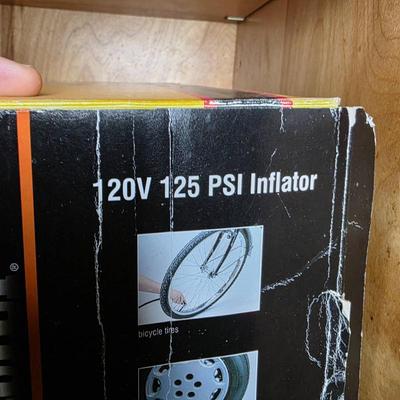 120V 125 PSI Inflator
bicycle tires